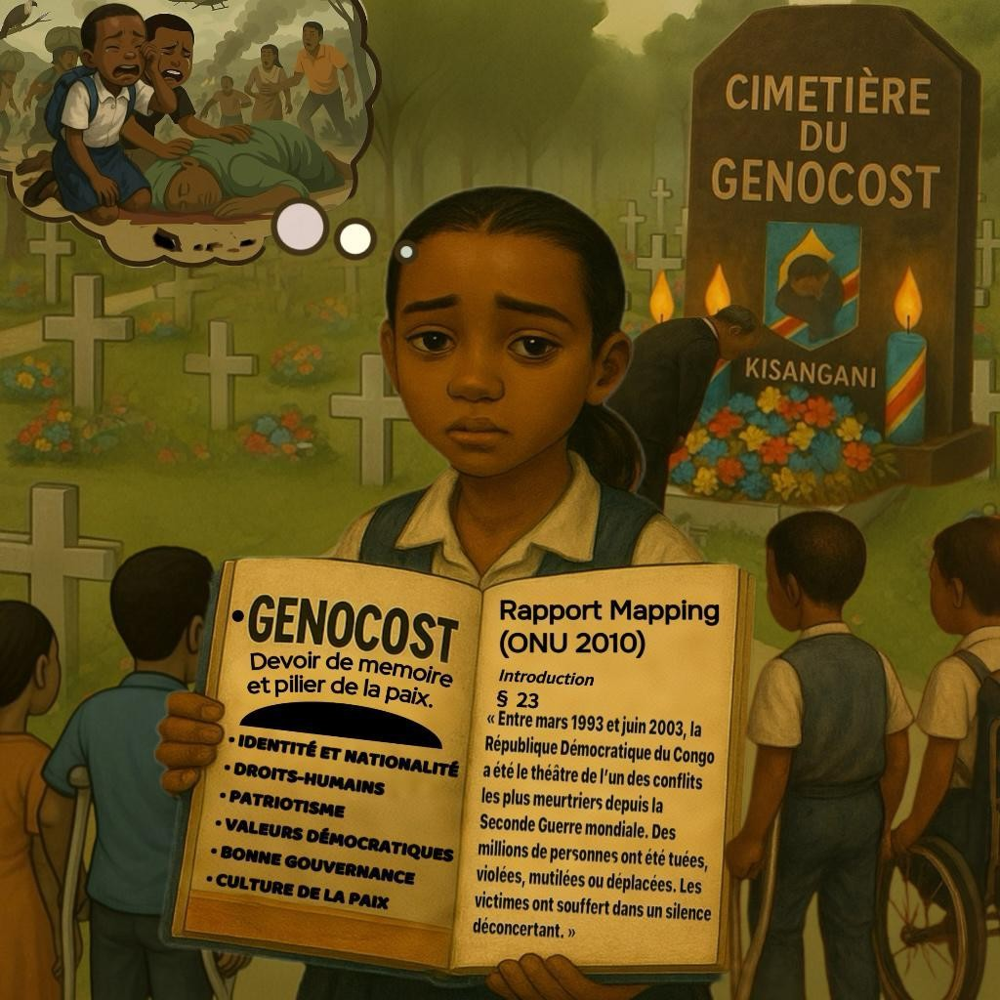 CIMETIÈRE
DU
GENOCOST
KISANGANI
•GENOCOST
Devoir de memoire
et pilier de la paix.
• IDENTITÉ ET NATIONALITÉ
• DROITS-HUMAINS
• PATRIOTISME
• VALEURS DÉMOCRATIQUES
• BONNE GOUVERNANCE
• CULTURE DE LA PAIX
Rapport Mapping
(ONU 2010)
Introduction
§ 23
« Entre mars 1993 et juin 2003, la
République Démocratique du Congo
a été le théâtre de l'un des conflits
les plus meurtriers depuis la
Seconde Guerre mondiale. Des
millions de personnes ont été tuées,
violées, mutilées ou déplacées. Les
victimes ont souffert dans un silence
déconcertant. »